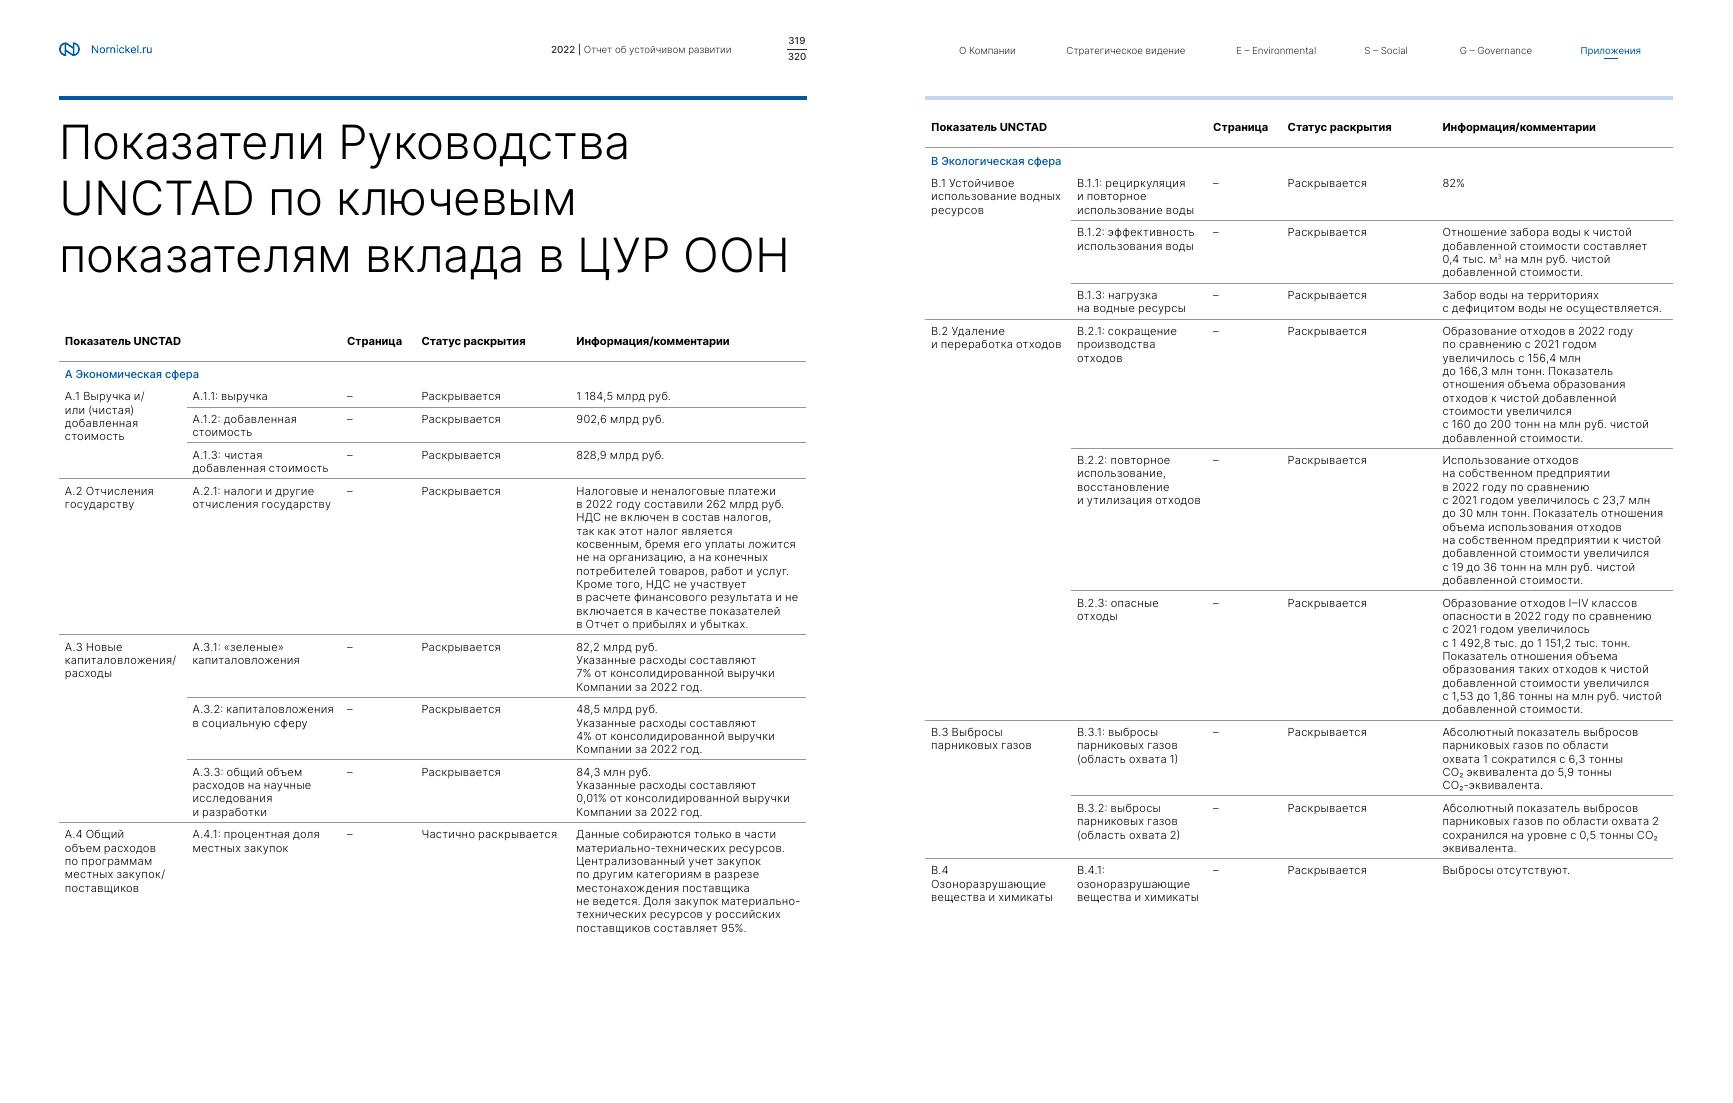 Nornickel.ru
2022 | Отчет об устойчивом развитии
319
320
Показатели Руководства
UNCTAD по ключевым
показателям вклада в ЦУР ООН
Показатель UNCTAD Страница Статус раскрытия Информация/комментарии
A Экономическая сфера
A.1 Выручка и/
или (чистая)
добавленная
стоимость
A.1.1: выручка
–
Раскрывается
1 184,5 млрд руб.
A.1.2: добавленная
стоимость
–
Раскрывается
902,6 млрд руб.
A.1.3: чистая
добавленная стоимость
–
Раскрывается
828,9 млрд руб.
A.2 Отчисления
государству
A.2.1: налоги и другие
отчисления государству
–
Раскрывается
Налоговые и неналоговые платежи
в 2022 году составили 262 млрд руб.
НДС не включен в состав налогов,
так как этот налог является
косвенным, бремя его уплаты ложится
не на организацию, а на конечных
потребителей товаров, работ и услуг.
Кроме того, НДС не участвует
в расчете финансового результата и не
включается в качестве показателей
в Отчет о прибылях и убытках.
A.3 Новые
капиталовложения/
расходы
A.3.1: «зеленые»
капиталовложения
–
Раскрывается
82,2 млрд руб.
Указанные расходы составляют
7% от консолидированной выручки
Компании за 2022 год.
A.3.2: капиталовложения
в социальную сферу
–
Раскрывается
48,5 млрд руб.
Указанные расходы составляют
4% от консолидированной выручки
Компании за 2022 год.
A.3.3: общий объем
расходов на научные
исследования
и разработки
–
Раскрывается
84,3 млн руб.
Указанные расходы составляют
0,01% от консолидированной выручки
Компании за 2022 год.
A.4 Общий
объем расходов
по программам
местных закупок/
поставщиков
A.4.1: процентная доля
местных закупок
–
Частично раскрывается
Данные собираются только в части
материально-технических ресурсов.
Централизованный учет закупок
по другим категориям в разрезе
местонахождения поставщика
не ведется. Доля закупок материально-
технических ресурсов у российских
поставщиков составляет 95%.
О Компании Стратегическое видение E – Environmental S – Social G – Governance Приложения
Показатель UNCTAD Страница Статус раскрытия Информация/комментарии
B Экологическая сфера
B.1 Устойчивое
использование водных
ресурсов
B.1.1: рециркуляция
и повторное
использование воды
–
Раскрывается
82%
B.1.2: эффективность
использования воды
–
Раскрывается
Отношение забора воды к чистой
добавленной стоимости составляет
0,4 тыс. м³ на млн руб. чистой
добавленной стоимости.
B.1.3: нагрузка
на водные ресурсы
–
Раскрывается
Забор воды на территориях
с дефицитом воды не осуществляется.
B.2 Удаление
и переработка отходов
B.2.1: сокращение
производства
отходов
–
Раскрывается
Образование отходов в 2022 году
по сравнению с 2021 годом
увеличилось с 156,4 млн
до 166,3 млн тонн. Показатель
отношения объема образования
отходов к чистой добавленной
стоимости увеличился
с 160 до 200 тонн на млн руб. чистой
добавленной стоимости.
B.2.2: повторное
использование,
восстановление
и утилизация отходов
–
Раскрывается
Использование отходов
на собственном предприятии
в 2022 году по сравнению
с 2021 годом увеличилось с 23,7 млн
до 30 млн тонн. Показатель отношения
объема использования отходов
на собственном предприятии к чистой
добавленной стоимости увеличился
с 19 до 36 тонн на млн руб. чистой
добавленной стоимости.
B.2.3: опасные
отходы
–
Раскрывается
Образование отходов I–IV классов
опасности в 2022 году по сравнению
с 2021 годом увеличилось
с 1 492,8 тыс. до 1 151,2 тыс. тонн.
Показатель отношения объема
образования таких отходов к чистой
добавленной стоимости увеличился
с 1,53 до 1,86 тонны на млн руб. чистой
добавленной стоимости.
B.3 Выбросы
парниковых газов
B.3.1: выбросы
парниковых газов
(область охвата 1)
–
Раскрывается
Абсолютный показатель выбросов
парниковых газов по области
охвата 1 сократился с 6,3 тонны
CO₂ эквивалента до 5,9 тонны
CO₂-эквивалента.
B.3.2: выбросы
парниковых газов
(область охвата 2)
–
Раскрывается
Абсолютный показатель выбросов
парниковых газов по области охвата 2
сохранился на уровне с 0,5 тонны CO₂
эквивалента.
B.4
Озоноразрушающие
вещества и химикаты
B.4.1:
озоноразрушающие
вещества и химикаты
–
Раскрывается
Выбросы отсутствуют.